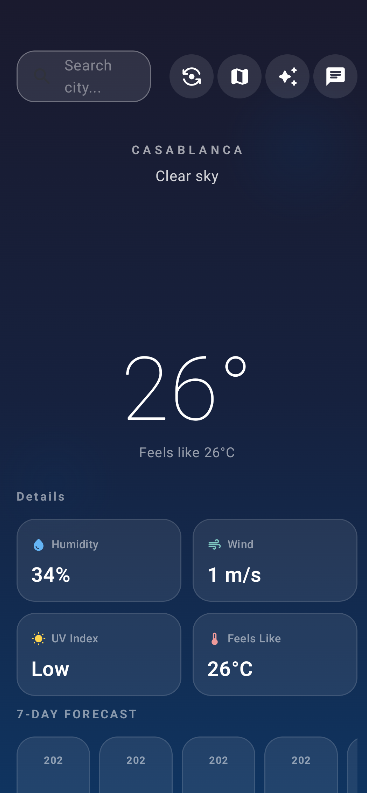 Search
city...
CASABLANCA
Clear sky
26°
Feels like 26°C
Details
Humidity
Wind
34%
1 m/s
UV Index
Feels Like
Low
26°C
7-DAY FORECAST
202
202
202
202